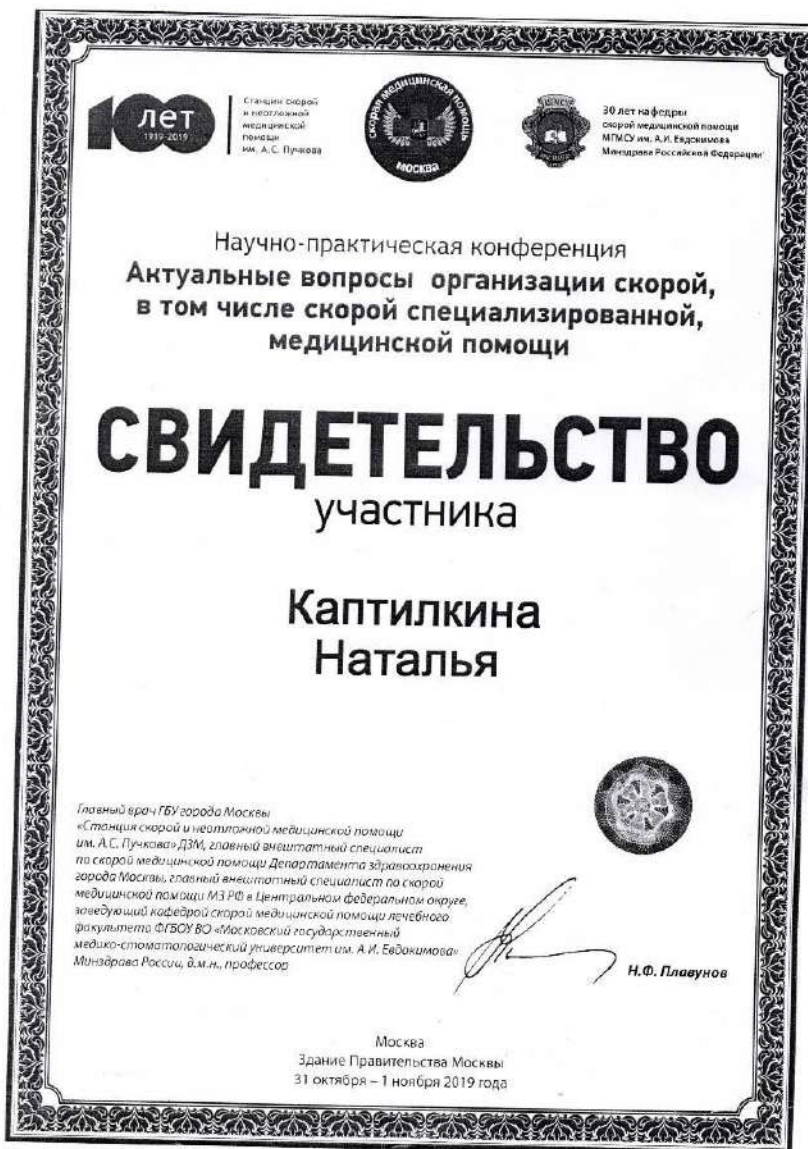 100 лет
1919-2019
Станции скорой
и неотложной
медицинской
помощи
им. А.С. Пучкова
скорая медицинская помощь
москва
30 лет кафедры
скорой медицинской помощи
МГМСУ им. А.И. Евдокимова
Минздрава Российской Федерации
Научно-практическая конференция
Актуальные вопросы организации скорой,
в том числе скорой специализированной,
медицинской помощи
СВИДЕТЕЛЬСТВО
участника
Каптилкина
Наталья
Главный врач ГБУ города Москвы
«Станция скорой и неотложной медицинской помощи
им. А.С. Пучкова» ДЗМ, главный внештатный специалист
по скорой медицинской помощи Департамента здравоохранения
города Москвы, главный внештатный специалист по скорой
медицинской помощи МЗ РФ в Центральном федеральном округе,
заведующий кафедрой скорой медицинской помощи лечебного
факультета ФГБОУ ВО «Московский государственный
медико-стоматологический университет им. А.И. Евдокимова»
Минздрава России, д.м.н., профессор
Н.Ф. Плавунов
Москва
Здание Правительства Москвы
31 октября – 1 ноября 2019 года